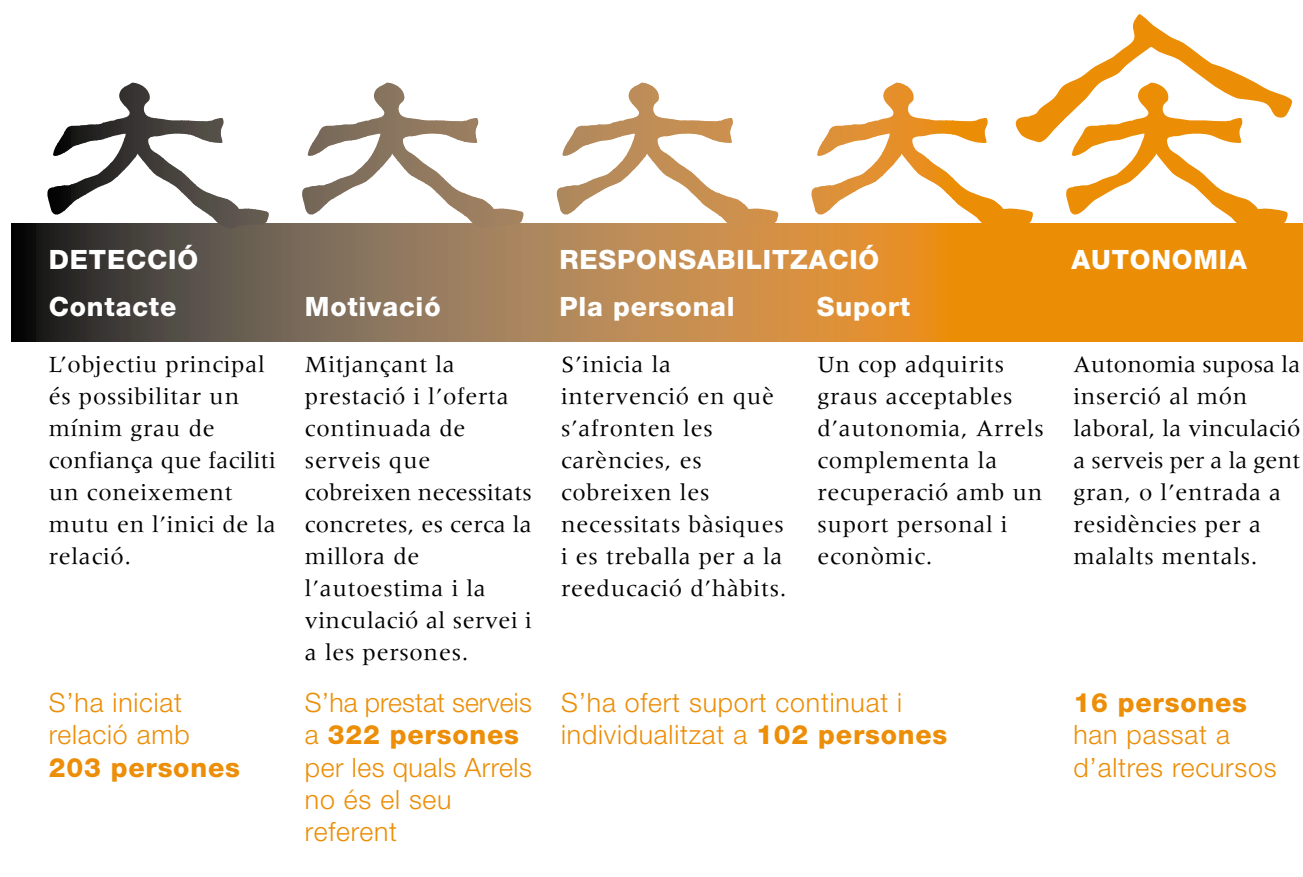 DETECCIÓ
RESPONSABILITZACIÓ
AUTONOMIA
Contacte
Motivació
Pla personal
Suport
L’objectiu principal
és possibilitar un
mínim grau de
confiança que faciliti
un coneixement
mutu en l’inici de la
relació.
Mitjançant la
prestació i l’oferta
continuada de
serveis que
cobreixen necessitats
concretes, es cerca la
millora de
l’autoestima i la
vinculació al servei i
a les persones.
S’inicia la
intervenció en què
s’afronten les
carències, es
cobreixen les
necessitats bàsiques
i es treballa per a la
reeducació d’hàbits.
Un cop adquirits
graus acceptables
d’autonomia, Arrels
complementa la
recuperació amb un
suport personal i
econòmic.
Autonomia suposa la
inserció al món
laboral, la vinculació
a serveis per a la gent
gran, o l’entrada a
residències per a
malalts mentals.
S’ha iniciat
relació amb
203 persones
S’ha prestat serveis
a 322 persones
per les quals Arrels
no és el seu
referent
S’ha ofert suport continuat i
individualitzat a 102 persones
16 persones
han passat a
d’altres recursos